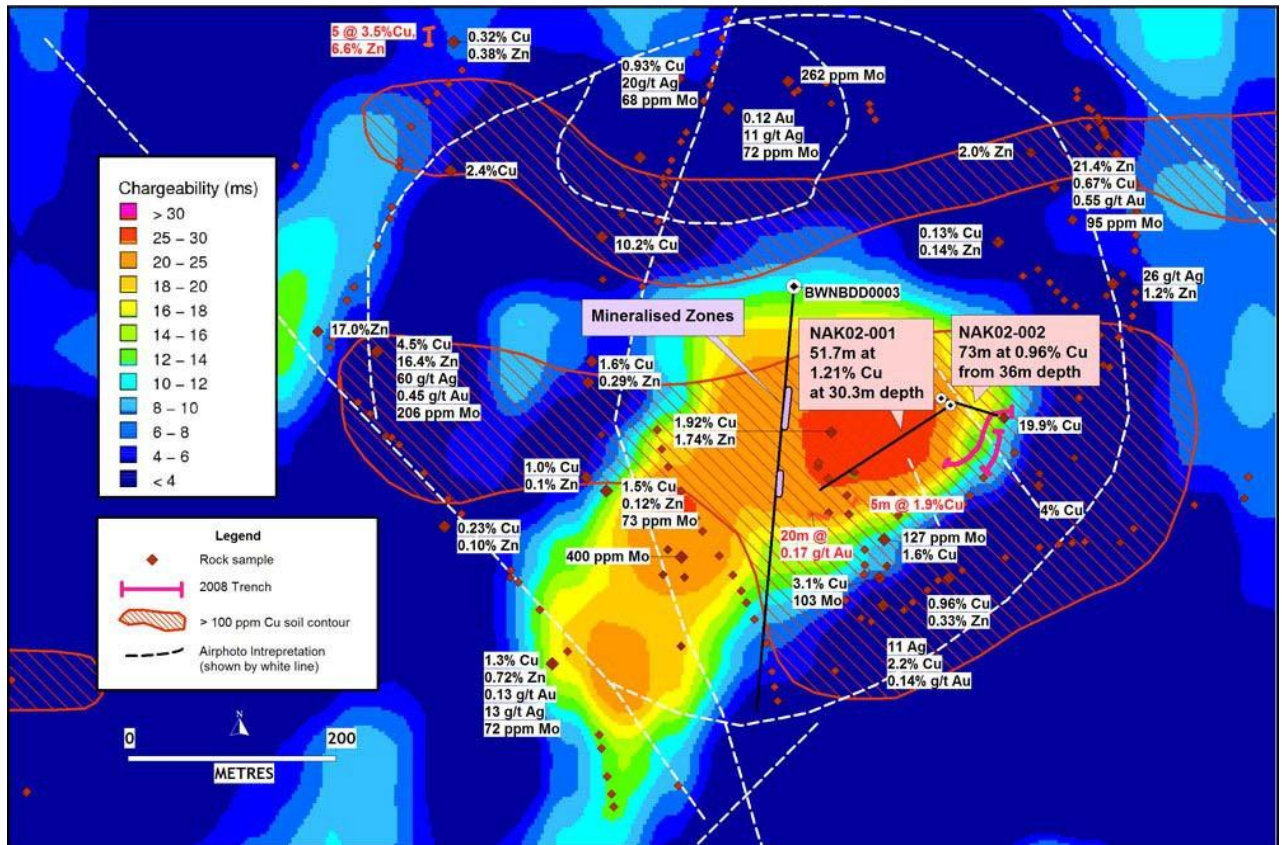 5 @ 3.5%Cu,
6.6% Zn
0.32% Cu
0.38% Zn
0.93% Cu
20g/t Ag
68 ppm Mo
262 ppm Mo
0.12 Au
11 g/t Ag
72 ppm Mo
2.4%Cu
2.0% Zn
21.4% Zn
0.67% Cu
0.55 g/t Au
95 ppm Mo
10.2% Cu
0.13% Cu
0.14% Zn
26 g/t Ag
1.2% Zn
Chargeability (ms)
> 30
25 – 30
20 – 25
18 – 20
16 – 18
14 – 16
12 – 14
10 – 12
8 – 10
6 – 8
4 – 6
< 4
BWNBDD0003
Mineralised Zones
NAK02-001
51.7m at
1.21% Cu
at 30.3m depth
NAK02-002
73m at 0.96% Cu
from 36m depth
17.0%Zn
4.5% Cu
16.4% Zn
60 g/t Ag
0.45 g/t Au
206 ppm Mo
1.6% Cu
0.29% Zn
1.92% Cu
1.74% Zn
19.9% Cu
1.0% Cu
0.1% Zn
1.5% Cu
0.12% Zn
73 ppm Mo
5m @ 1.9%Cu
4% Cu
0.23% Cu
0.10% Zn
20m @
0.17 g/t Au
127 ppm Mo
1.6% Cu
400 ppm Mo
3.1% Cu
103 Mo
0.96% Cu
0.33% Zn
11 Ag
2.2% Cu
0.14% g/t Au
1.3% Cu
0.72% Zn
0.13 g/t Au
13 g/t Ag
72 ppm Mo
Legend
Rock sample
2008 Trench
> 100 ppm Cu soil contour
Airphoto Intrepretation
(shown by white line)
N
0 200
METRES